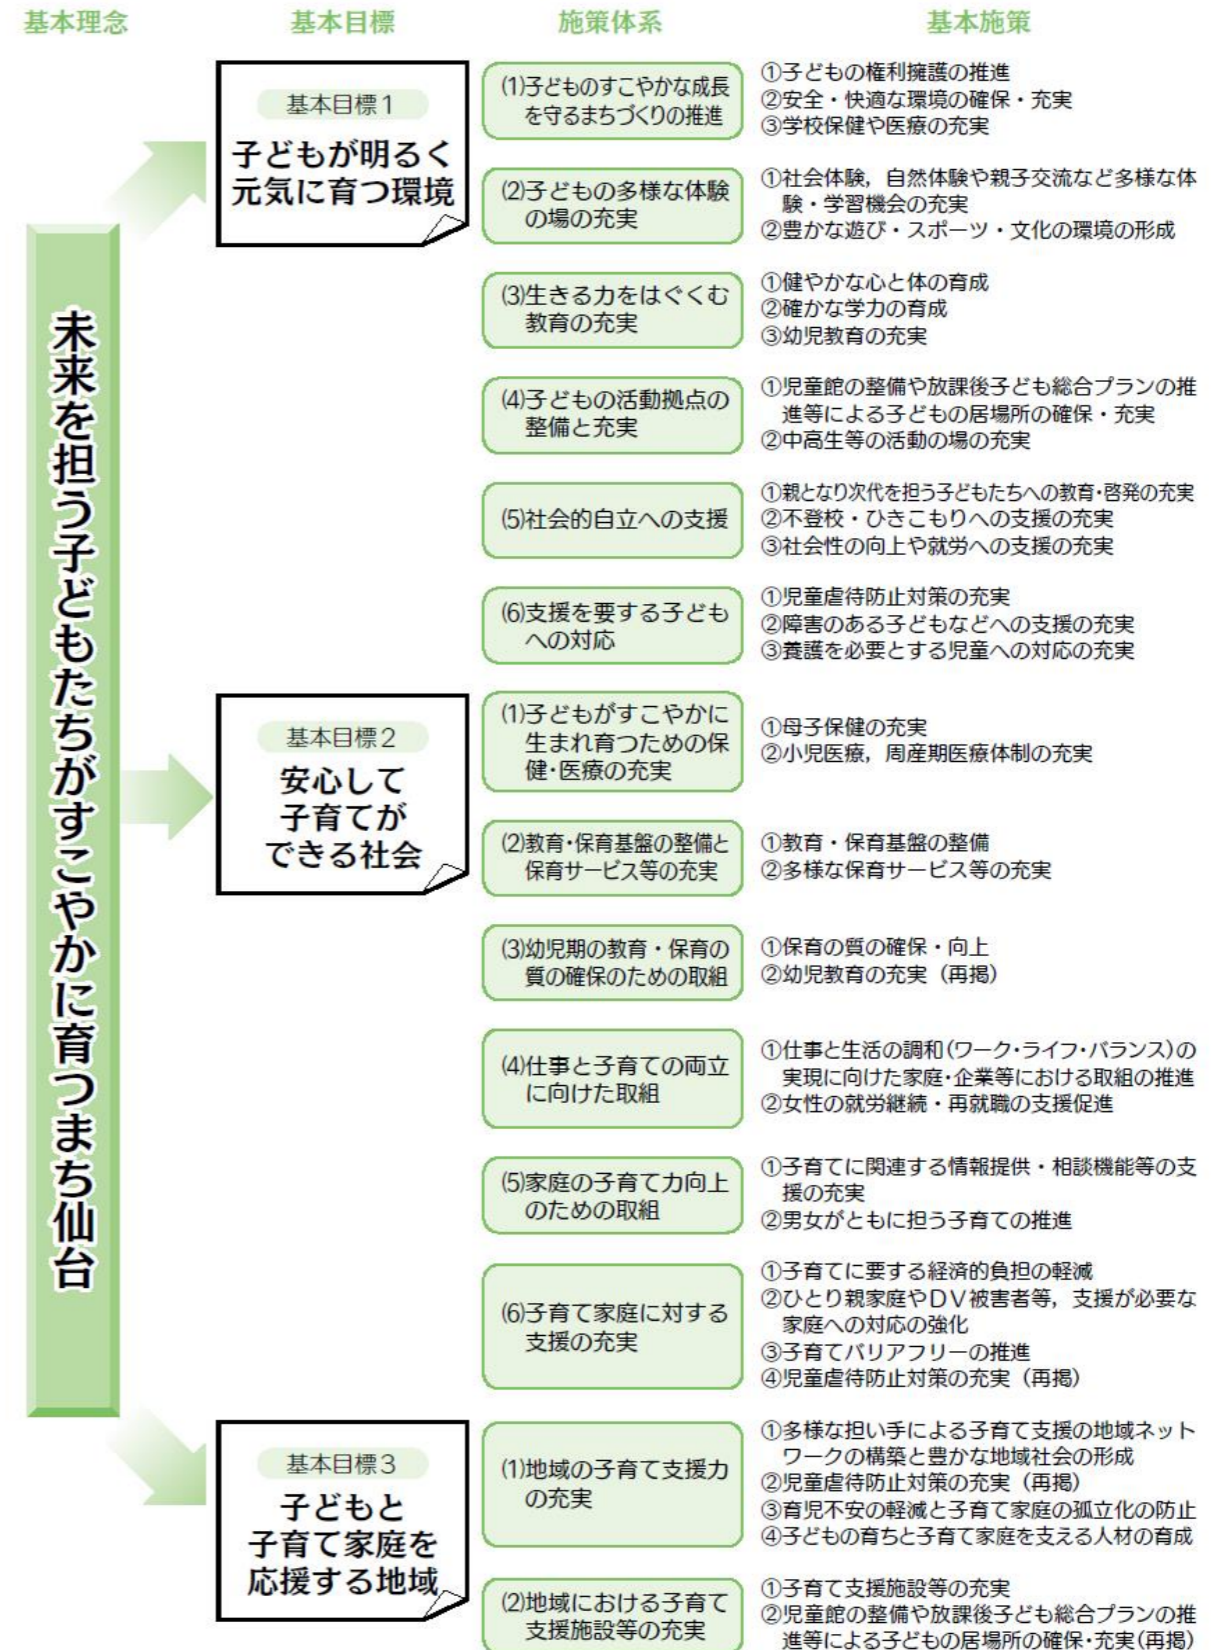 基本理念
基本目標
施策体系
基本施策
未来を担う子どもたちがすこやかに育つまち仙台
基本目標1
子どもが明るく
元気に育つ環境
⑴子どものすこやかな成長
を守るまちづくりの推進
①子どもの権利擁護の推進
②安全・快適な環境の確保・充実
③学校保健や医療の充実
⑵子どもの多様な体験
の場の充実
①社会体験，自然体験や親子交流など多様な体
験・学習機会の充実
②豊かな遊び・スポーツ・文化の環境の形成
⑶生きる力をはぐくむ
教育の充実
①健やかな心と体の育成
②確かな学力の育成
③幼児教育の充実
⑷子どもの活動拠点の
整備と充実
①児童館の整備や放課後子ども総合プランの推
進等による子どもの居場所の確保・充実
②中高生等の活動の場の充実
⑸社会的自立への支援
①親となり次代を担う子どもたちへの教育・啓発の充実
②不登校・ひきこもりへの支援の充実
③社会性の向上や就労への支援の充実
⑹支援を要する子ども
への対応
①児童虐待防止対策の充実
②障害のある子どもなどへの支援の充実
③養護を必要とする児童への対応の充実
基本目標2
安心して
子育てが
できる社会
⑴子どもがすこやかに
生まれ育つための保
健・医療の充実
①母子保健の充実
②小児医療，周産期医療体制の充実
⑵教育・保育基盤の整備と
保育サービス等の充実
①教育・保育基盤の整備
②多様な保育サービス等の充実
⑶幼児期の教育・保育の
質の確保のための取組
①保育の質の確保・向上
②幼児教育の充実（再掲）
⑷仕事と子育ての両立
に向けた取組
①仕事と生活の調和（ワーク・ライフ・バランス）の
実現に向けた家庭・企業等における取組の推進
②女性の就労継続・再就職の支援促進
⑸家庭の子育て力向上
のための取組
①子育てに関連する情報提供・相談機能等の支
援の充実
②男女がともに担う子育ての推進
⑹子育て家庭に対する
支援の充実
①子育てに要する経済的負担の軽減
②ひとり親家庭やＤＶ被害者等，支援が必要な
家庭への対応の強化
③子育てバリアフリーの推進
④児童虐待防止対策の充実（再掲）
基本目標3
子どもと
子育て家庭を
応援する地域
⑴地域の子育て支援力
の充実
①多様な担い手による子育て支援の地域ネット
ワークの構築と豊かな地域社会の形成
②児童虐待防止対策の充実（再掲）
③育児不安の軽減と子育て家庭の孤立化の防止
④子どもの育ちと子育て家庭を支える人材の育成
⑵地域における子育て
支援施設等の充実
①子育て支援施設等の充実
②児童館の整備や放課後子ども総合プランの推
進等による子どもの居場所の確保・充実（再掲）